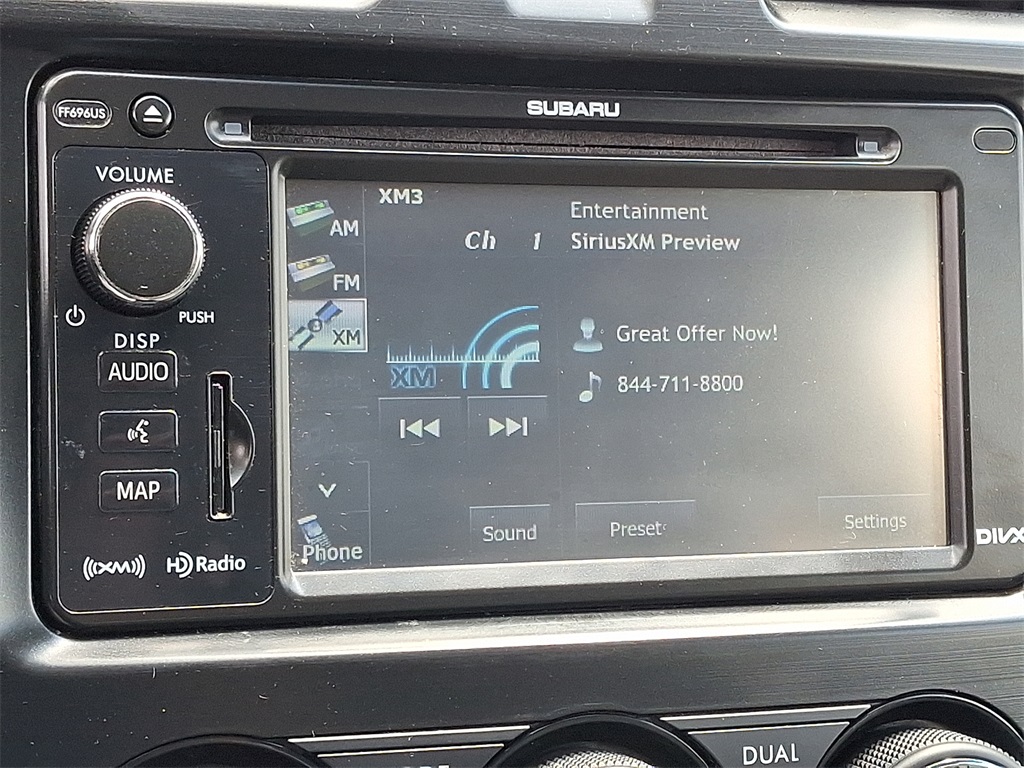 SUBARU
FF696US
VOLUME
PUSH
DISP
AUDIO
MAP
XM
HD Radio
AM
FM
XM
Phone
XM3
Ch 1
Entertainment
SiriusXM Preview
XM
Great Offer Now!
844-711-8800
Sound
Preset
Settings
DIVX
DUAL